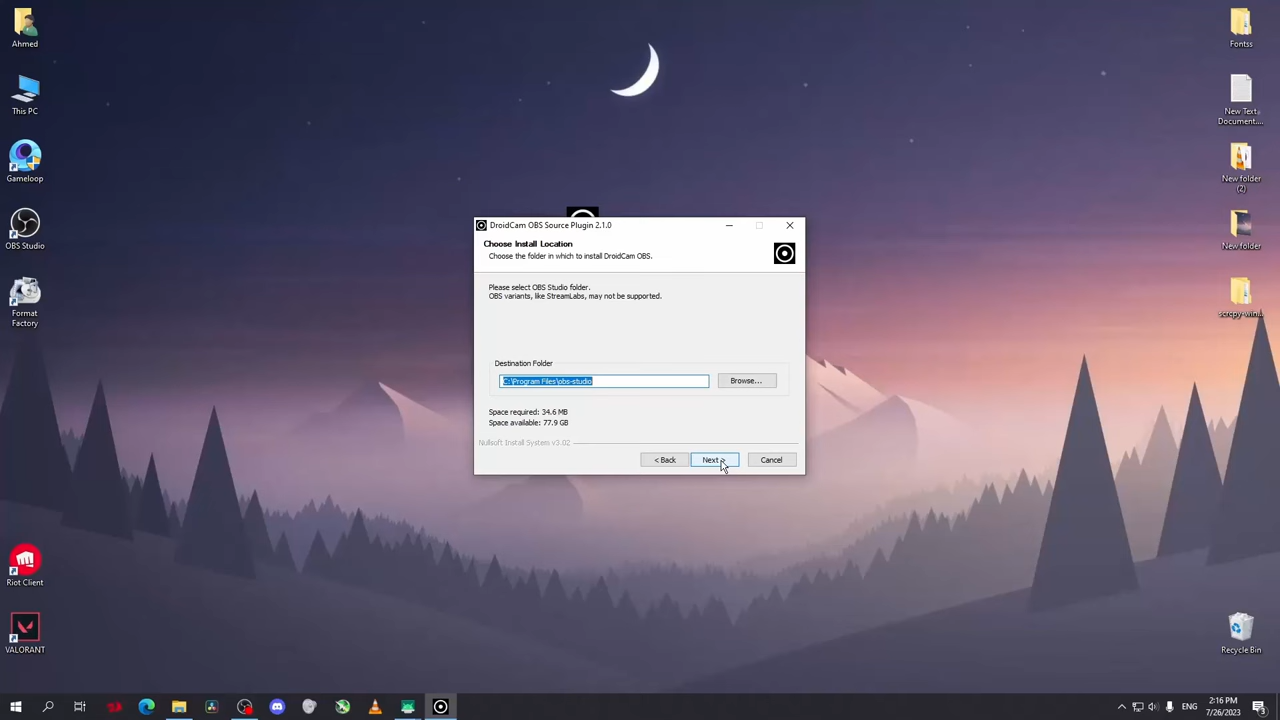 Ahmed
This PC
Gameloop
OBS Studio
Format
Factory
Riot Client
VALORANT
Fontss
New Text
Document....
New folder
(2)
New folder
scrcpy-win...
Recycle Bin
DroidCam OBS Source Plugin 2.1.0
Choose Install Location
Choose the folder in which to install DroidCam OBS.
Please select OBS Studio folder.
OBS variants, like StreamLabs, may not be supported.
Destination Folder
C:\Program Files\obs-studio
Browse...
Space required: 34.6 MB
Space available: 77.9 GB
Nullsoft Install System v3.02
< Back
Next >
Cancel
ENG
2:16 PM
7/26/2023
3